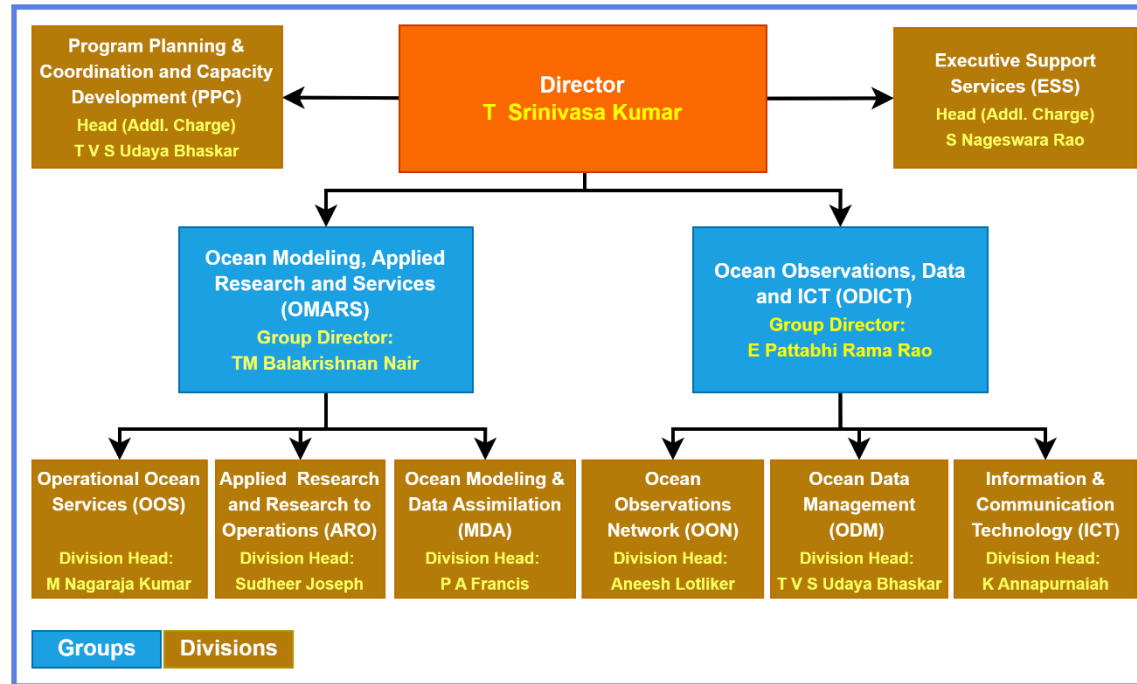 Program Planning &
Coordination and Capacity
Development (PPC)
Head (Addl. Charge)
T V S Udaya Bhaskar
Director
T Srinivasa Kumar
Executive Support
Services (ESS)
Head (Addl. Charge)
S Nageswara Rao
Ocean Modeling, Applied
Research and Services
(OMARS)
Group Director:
TM Balakrishnan Nair
Ocean Observations, Data
and ICT (ODICT)
Group Director:
E Pattabhi Rama Rao
Operational Ocean
Services (OOS)
Division Head:
M Nagaraja Kumar
Applied Research
and Research to
Operations (ARO)
Division Head:
Sudheer Joseph
Ocean Modeling &
Data Assimilation
(MDA)
Division Head:
P A Francis
Ocean
Observations
Network (OON)
Division Head:
Aneesh Lotliker
Ocean Data
Management
(ODM)
Division Head:
T V S Udaya Bhaskar
Information &
Communication
Technology (ICT)
Division Head:
K Annapurnaiah
Groups
Divisions